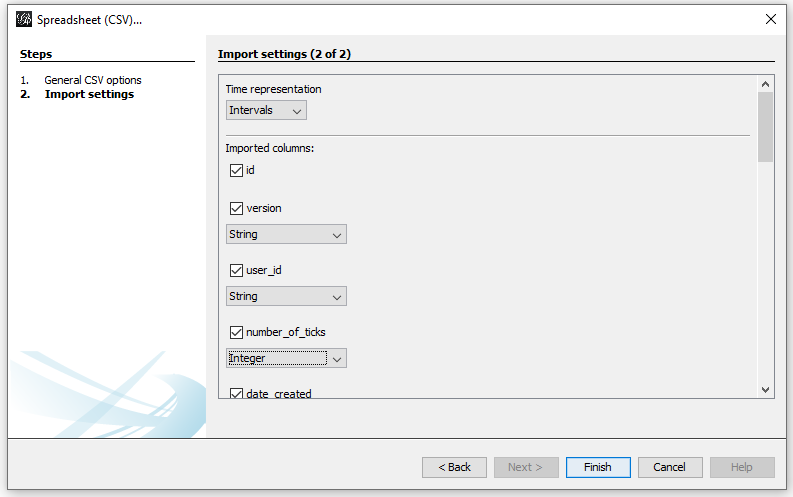 Spreadsheet (CSV)...
Steps
1. General CSV options
2. Import settings
Import settings (2 of 2)
Time representation
Intervals
Imported columns:
id
version
String
user_id
String
number_of_ticks
Integer
date_created
< Back
Next >
Finish
Cancel
Help